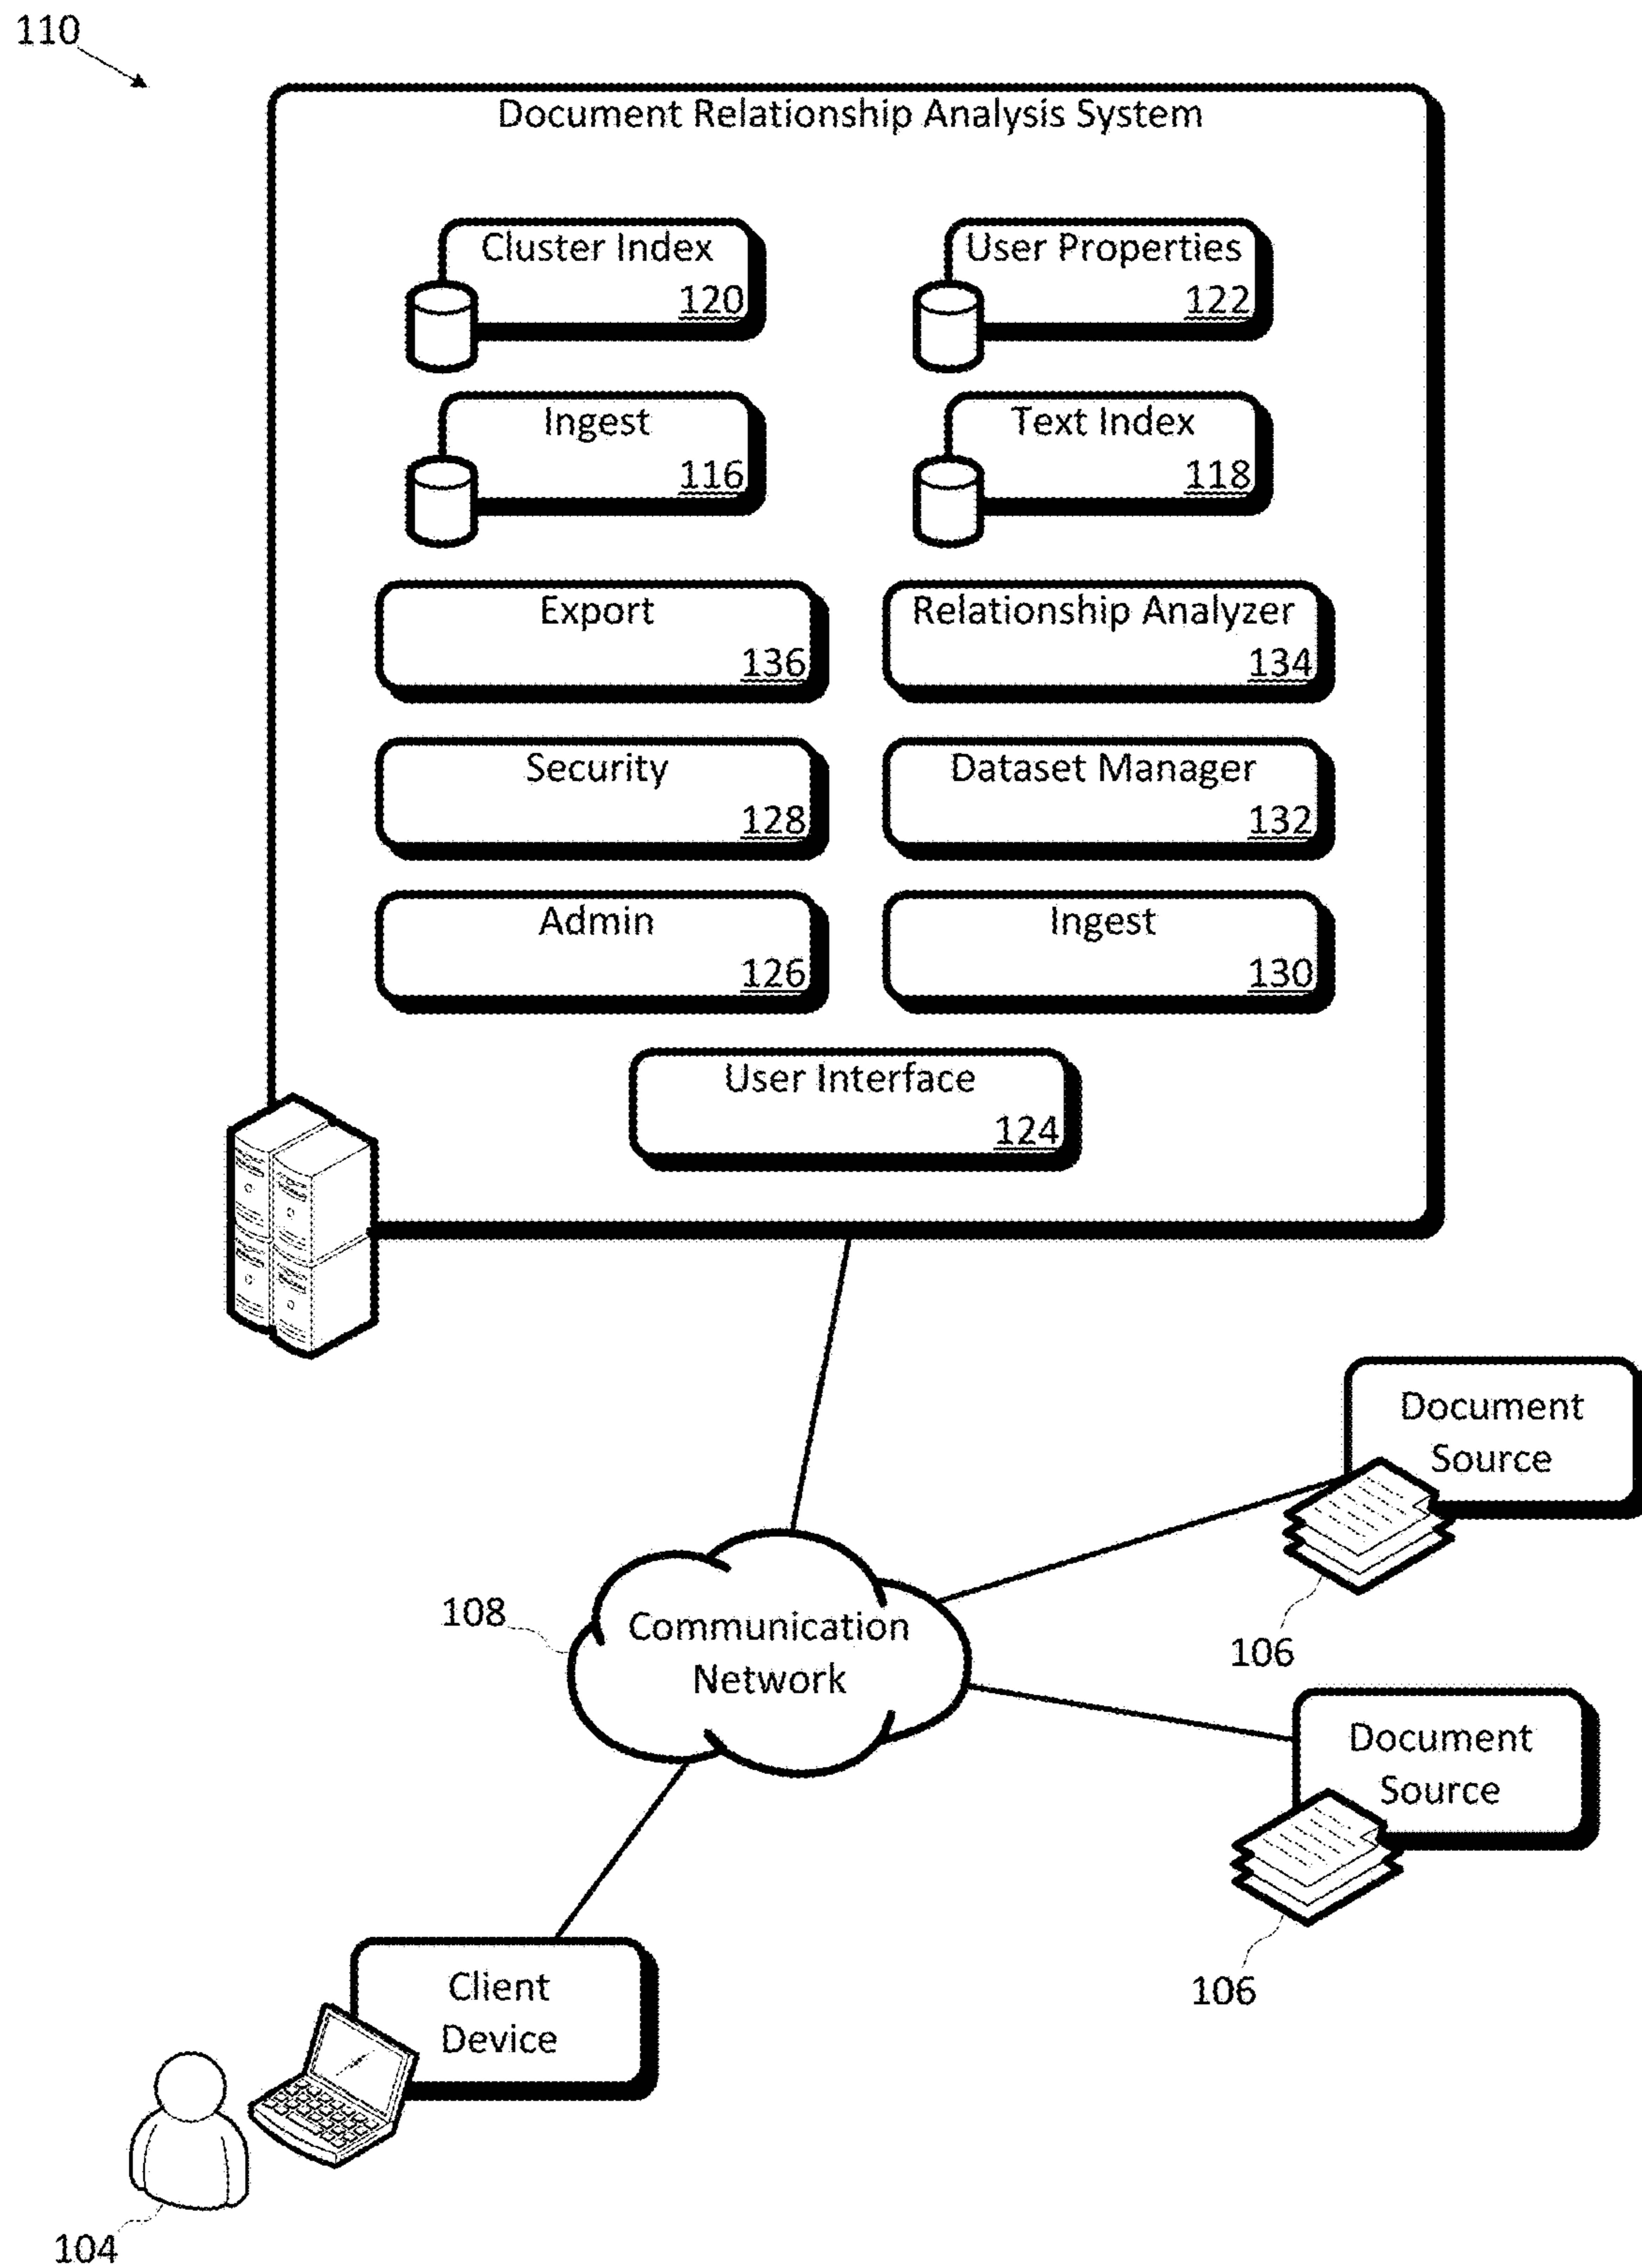 110
Document Relationship Analysis System
Cluster Index
120
User Properties
122
Ingest
116
Text Index
118
Export
136
Relationship Analyzer
134
Security
128
Dataset Manager
132
Admin
126
Ingest
130
User Interface
124
Document
Source
106
108
Communication
Network
Document
Source
106
Client
Device
104